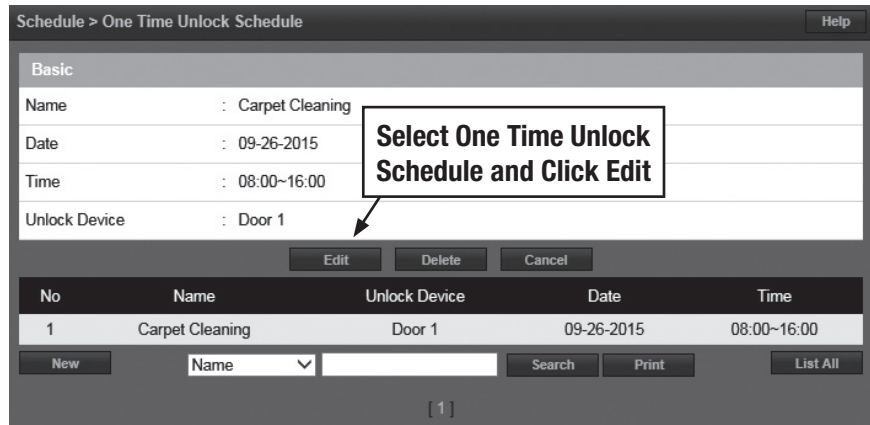 Schedule > One Time Unlock Schedule Help
Basic
Name : Carpet Cleaning
Date : 09-26-2015
Time : 08:00~16:00
Unlock Device : Door 1
Select One Time Unlock
Schedule and Click Edit
Edit Delete Cancel
No Name Unlock Device Date Time
1 Carpet Cleaning Door 1 09-26-2015 08:00~16:00
New Name Search Print List All
[ 1 ]